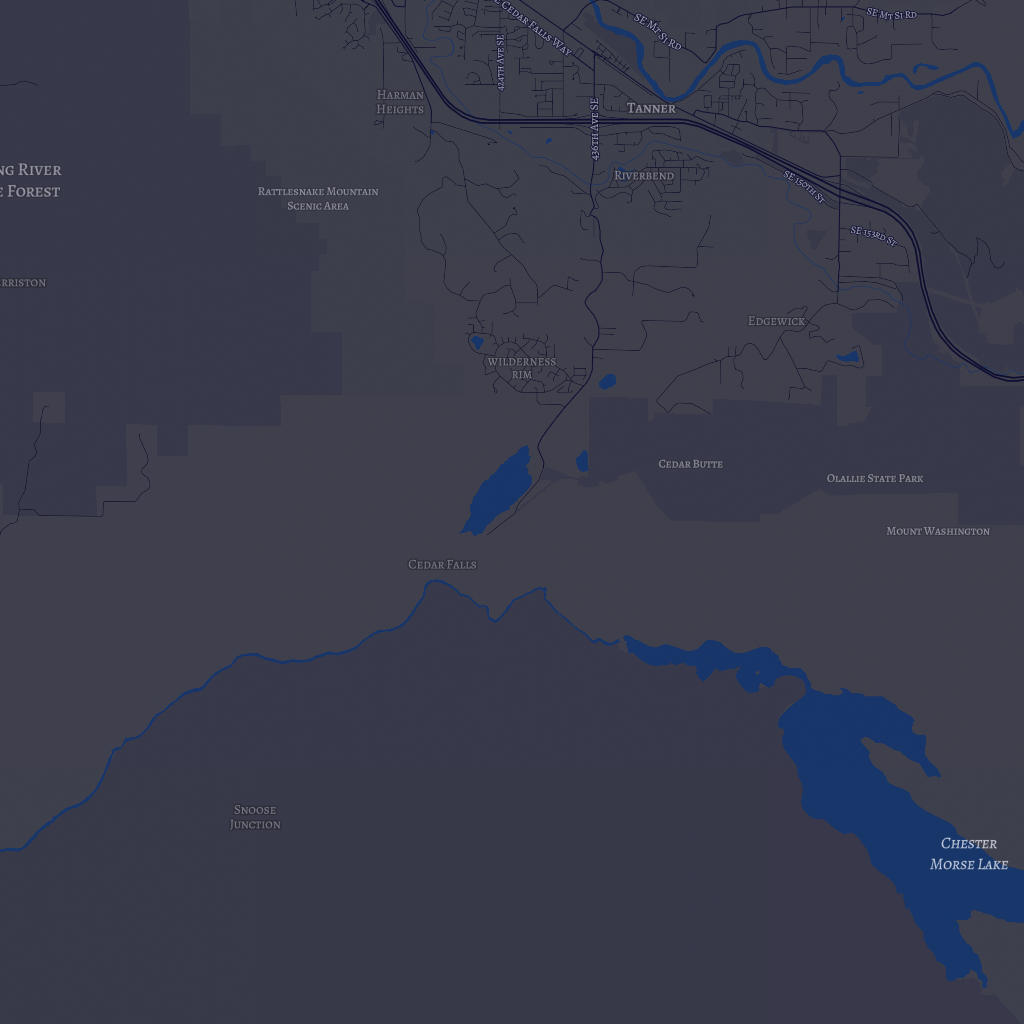 E CEDAR FALLS WAY
SE MT SI RD
SE MT SI RD
424TH AVE SE
HARMAN
HEIGHTS
TANNER
436TH AVE SE
NG RIVER
E FOREST
RIVERBEND
SE 150TH ST
RATTLESNAKE MOUNTAIN
SCENIC AREA
SE 153RD ST
RRISTON
EDGEWICK
WILDERNESS
RIM
CEDAR BUTTE
OLALLIE STATE PARK
MOUNT WASHINGTON
CEDAR FALLS
SNOOSE
JUNCTION
CHESTER
MORSE LAKE